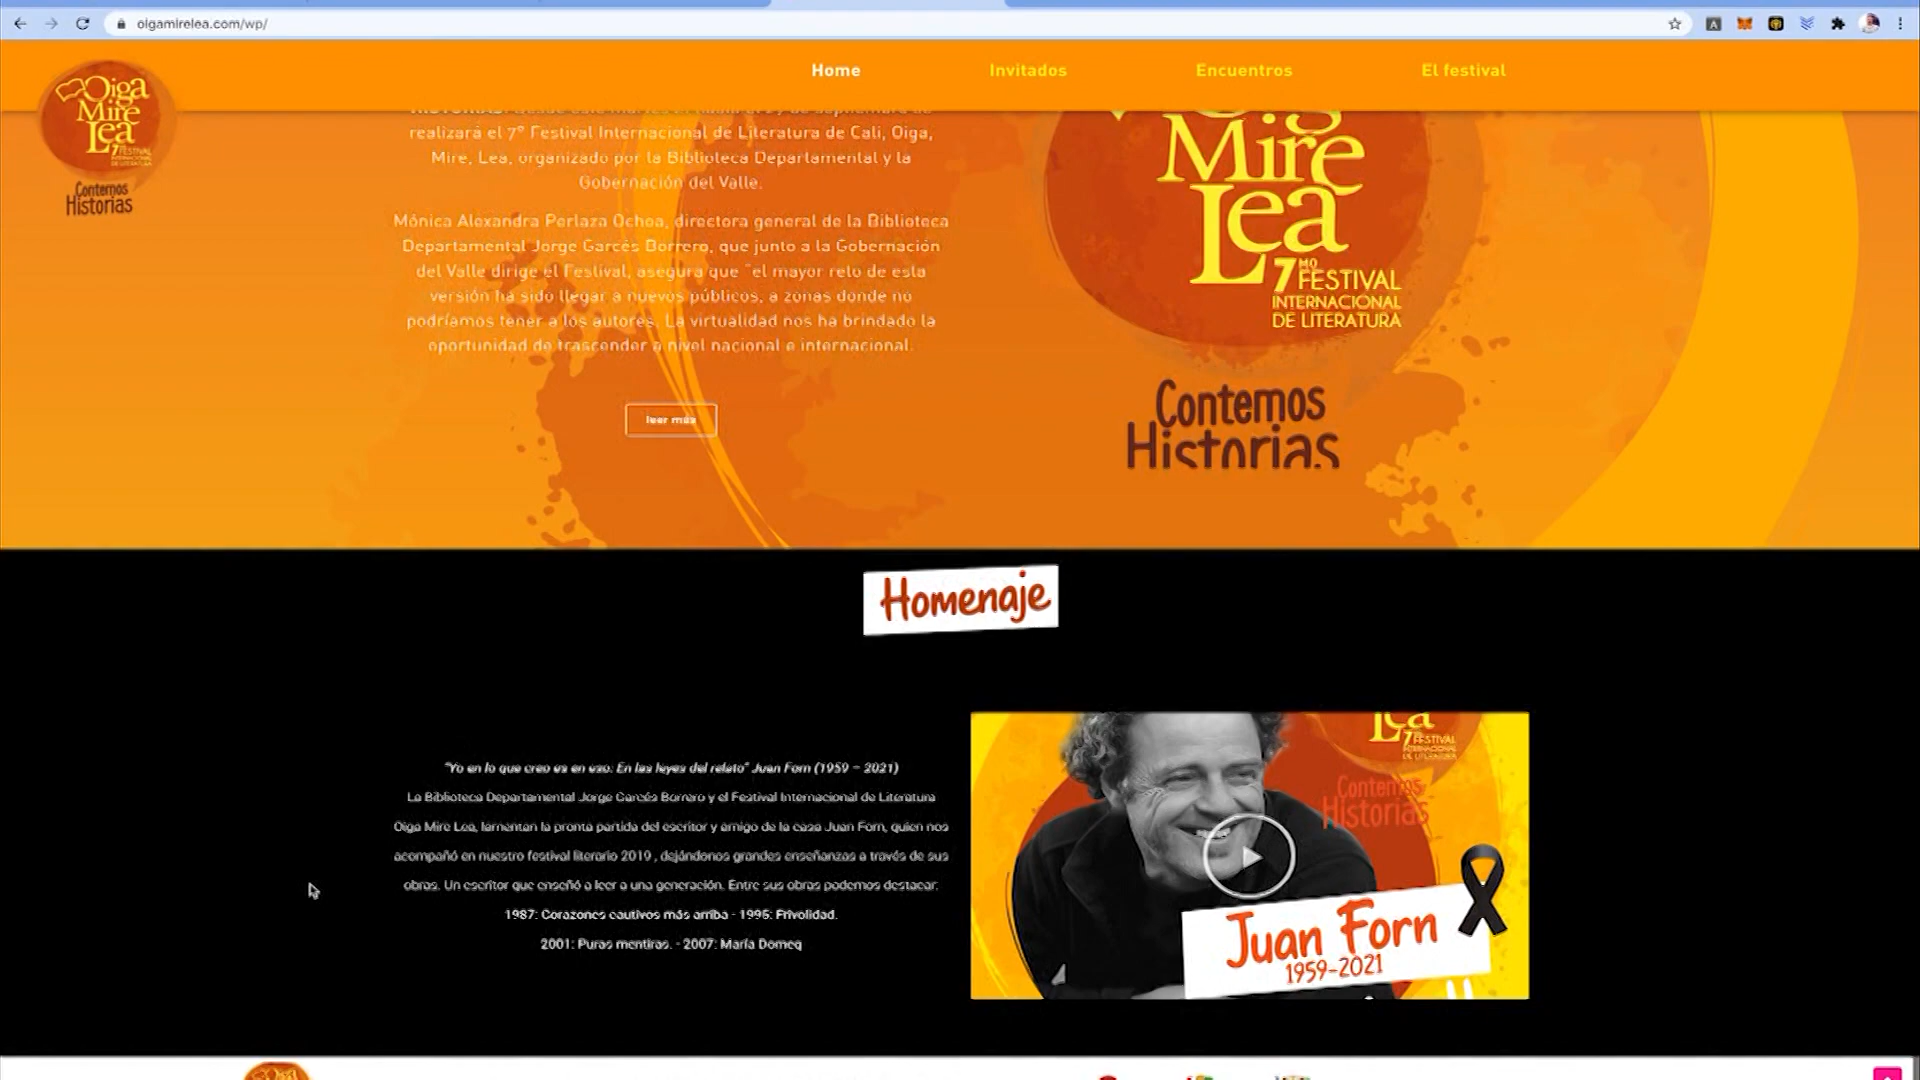 oigamirelea.com/wp/
Home
Invitados
Encuentros
El festival
Oiga
Mire
Lea
7 FESTIVAL
INTERNACIONAL
DE LITERATURA
Contemos
Historias
realizará el 7° Festival Internacional de Literatura de Cali, Oiga,
Mire, Lea, organizado por la Biblioteca Departamental y la
Gobernación del Valle.
Mónica Alexandra Perlaza Ochoa, directora general de la Biblioteca
Departamental Jorge Garcés Borrero, que junto a la Gobernación
del Valle dirige el Festival, asegura que "el mayor reto de esta
versión ha sido llegar a nuevos públicos, a zonas donde no
podríamos tener a los autores. La virtualidad nos ha brindado la
oportunidad de trascender a nivel nacional e internacional.
leer más
Mire
Lea
7MO FESTIVAL
INTERNACIONAL
DE LITERATURA
Contemos
Historias
Homenaje
"Yo en lo que creo es en eso: En las leyes del relato" Juan Forn (1959 – 2021)
La Biblioteca Departamental Jorge Garcés Borrero y el Festival Internacional de Literatura
Oiga Mire Lea, lamentan la pronta partida del escritor y amigo de la casa Juan Forn, quien nos
acompañó en nuestro festival literario 2019 , dejándonos grandes enseñanzas a través de sus
obras. Un escritor que enseñó a leer a una generación. Entre sus obras podemos destacar:
1987: Corazones cautivos más arriba - 1995: Frivolidad.
2001: Puras mentiras. - 2007: María Domeq
Lea
7 FESTIVAL
INTERNACIONAL
DE LITERATURA
Contemos
Historias
Juan Forn
1959-2021